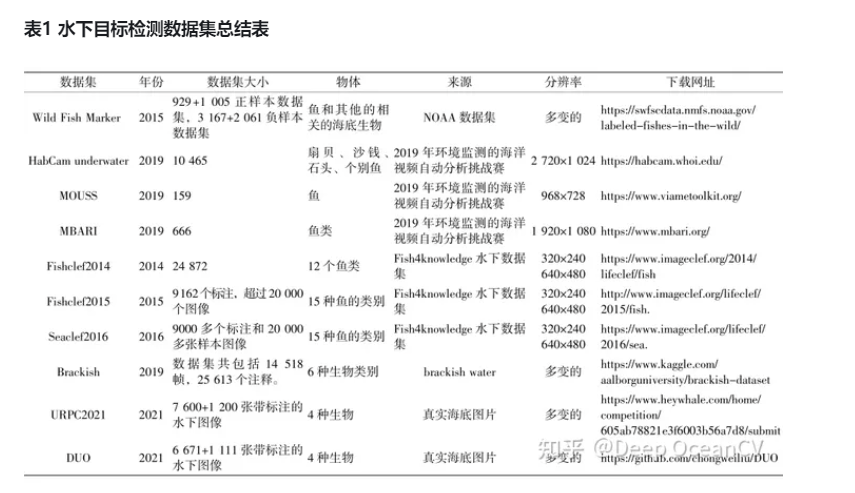 表1 水下目标检测数据集总结表
数据集 年份 数据集大小 物体 来源 分辨率 下载网址
Wild Fish Marker 2015 929+1 005 正样本数据集，3 167+2 061 负样本数据集 鱼和其他的相关的海底生物 NOAA 数据集 多变的 https://swfscdata.nmfs.noaa.gov/labeled-fishes-in-the-wild/
HabCam underwater 2019 10 465 扇贝、沙钱、石头、个别鱼 2019 年环境监测的海洋视频自动分析挑战赛 2 720×1 024 https://habcam.whoi.edu/
MOUSS 2019 159 鱼 2019 年环境监测的海洋视频自动分析挑战赛 968×728 https://www.viametoolkit.org/
MBARI 2019 666 鱼类 2019 年环境监测的海洋视频自动分析挑战赛 1 920×1 080 https://www.mbari.org/
Fishclef2014 2014 24 872 12 个鱼类 Fish4knowledge 水下数据集 320×240 640×480 https://www.imageclef.org/2014/lifeclef/fish
Fishclef2015 2015 9162个标注，超过20 000个图像 15 种鱼的类别 Fish4knowledge 水下数据集 320×240 640×480 http://www.imageclef.org/lifeclef/2015/fish.
Seaclef2016 2016 9000 多个标注和 20 000多张样本图像 15 种鱼的类别 Fish4knowledge 水下数据集 320×240 640×480 https://www.imageclef.org/lifeclef/2016/sea.
Brackish 2019 数据集共包括 14 518帧，25 613 个注释。 6 种生物类别 brackish water 多变的 https://www.kaggle.com/aalborguniversity/brackish-dataset
URPC2021 2021 7 600+1 200 张带标注的水下图像 4 种生物 真实海底图片 多变的 https://www.heywhale.com/home/competition/605ab78821e3f6003b56a7d8/submit
DUO 2021 6 671+1 111 张带标注的水下图像 4 种生物 真实海底图片 多变的 https://github.com/chongweiliu/DUO
知乎 @Deep OceanCV